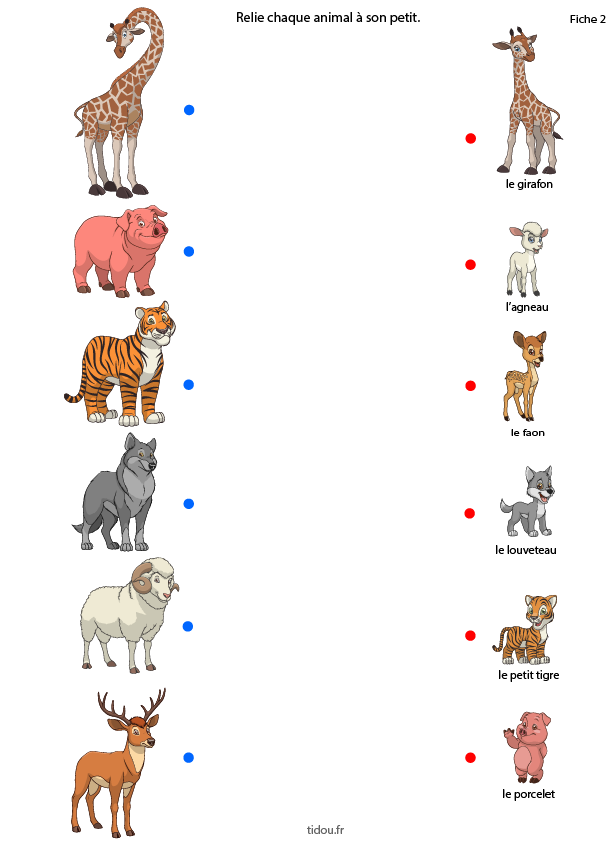 Relie chaque animal à son petit.
Fiche 2
le girafon
l'agneau
le faon
le louveteau
le petit tigre
le porcelet
tidou.fr